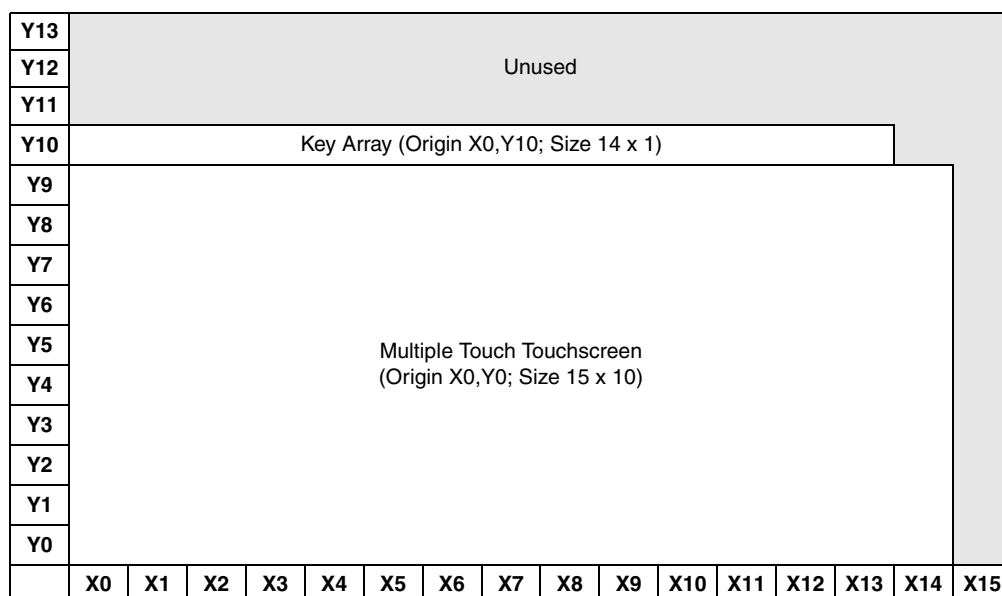 Y13
Y12
Unused
Y11
Y10
Key Array (Origin X0,Y10; Size 14 x 1)
Y9
Y8
Y7
Y6
Y5
Multiple Touch Touchscreen
Y4
(Origin X0,Y0; Size 15 x 10)
Y3
Y2
Y1
Y0
X0 X1 X2 X3 X4 X5 X6 X7 X8 X9 X10 X11 X12 X13 X14 X15